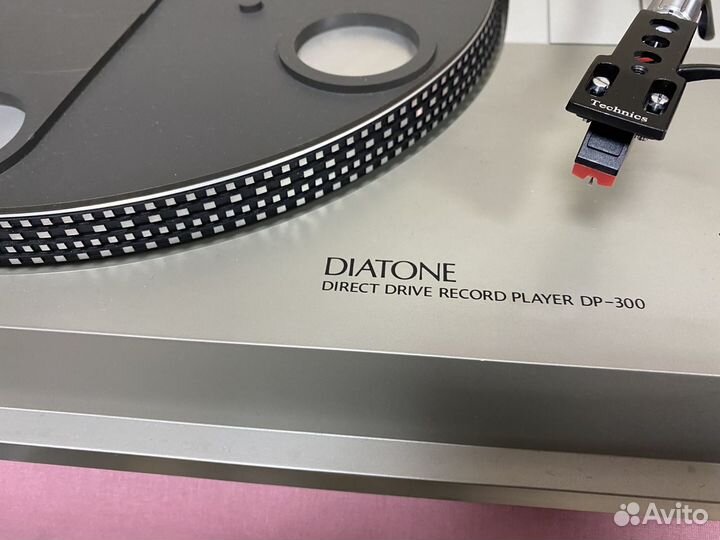 Technics
DIATONE
DIRECT DRIVE RECORD PLAYER DP-300
Avito